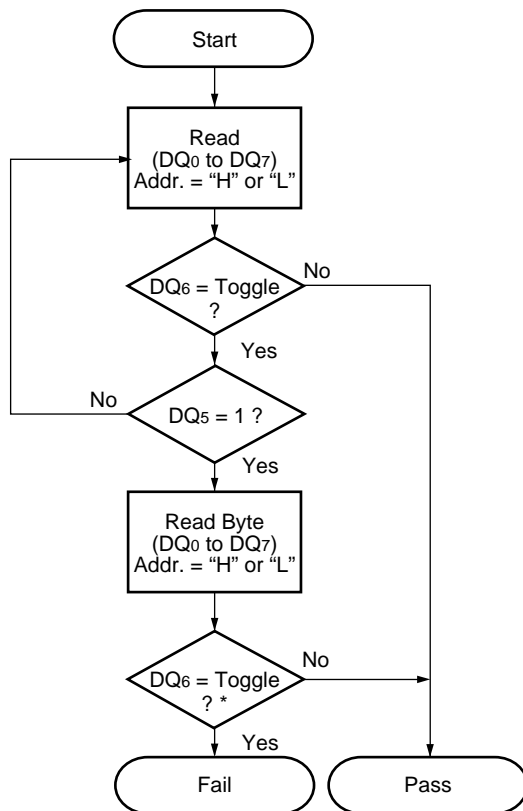 Start
Read
(DQ0 to DQ7)
Addr. = “H” or “L”
DQ6 = Toggle
?
No
Yes
No
DQ5 = 1 ?
Yes
Read Byte
(DQ0 to DQ7)
Addr. = “H” or “L”
DQ6 = Toggle
? *
No
Yes
Fail
Pass